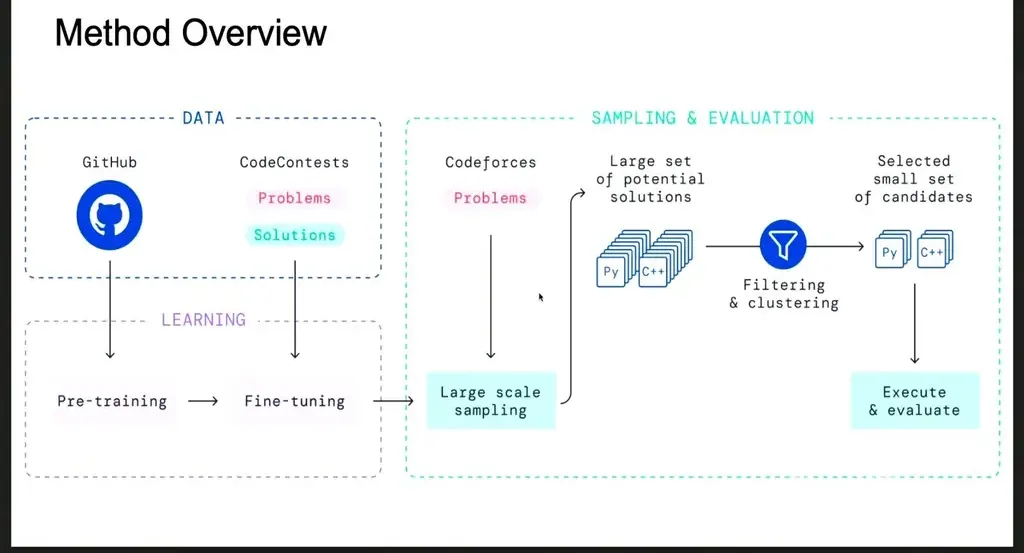 Method Overview
DATA
GitHub
CodeContests
Problems
Solutions
LEARNING
Pre-training
Fine-tuning
SAMPLING & EVALUATION
Codeforces
Problems
Large scale
sampling
Large set
of potential
solutions
Py
C++
Filtering
& clustering
Selected
small set
of candidates
Py
C++
Execute
& evaluate